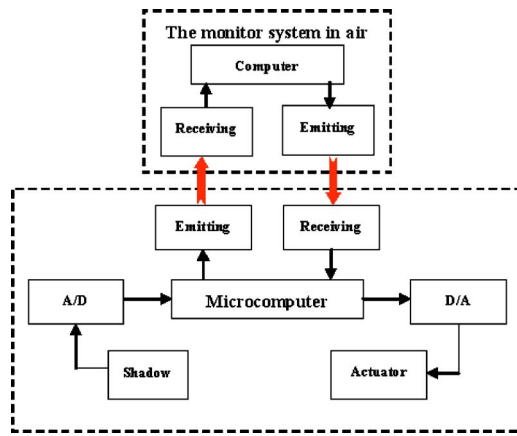 The monitor system in air
Computer
Receiving
Emitting
Emitting
Receiving
A/D
Microcomputer
D/A
Shadow
Actuator